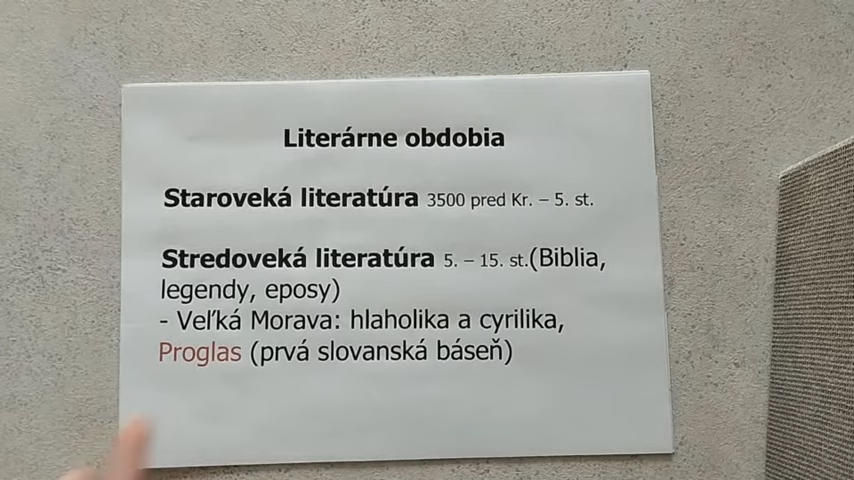 Literárne obdobia
Staroveká literatúra 3500 pred Kr. – 5. st.
Stredoveká literatúra 5. – 15. st.(Biblia,
legendy, eposy)
- Veľká Morava: hlaholika a cyrilika,
Proglas (prvá slovanská báseň)